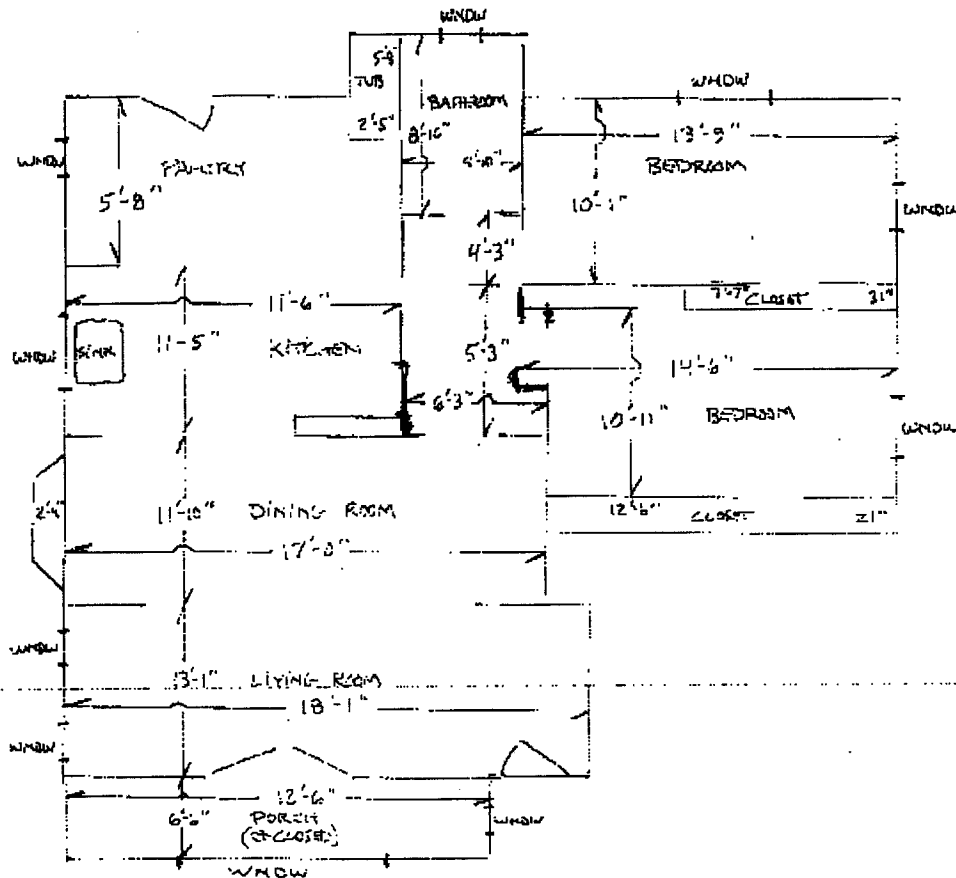 WNDW
5'-8"
TUB
BATHROOM
WNDW
2'-5"
8'-10"
13'-9"
WNDW
PANTRY
BEDROOM
5'-8"
10'-1"
WNDW
4'-3"
7'-7" CLOSET 31"
11'-6"
WNDW
SINK
11'-5"
KITCHEN
5'-3"
14'-6"
6'-3"
10'-11"
BEDROOM
WNDW
2'-4"
11'-10"
DINING ROOM
12'-6"
CLOSET
21"
17'-0"
WNDW
13'-1"
LIVING ROOM
18'-1"
WNDW
12'-6"
6'-6"
PORCH
WNDW
WNDW